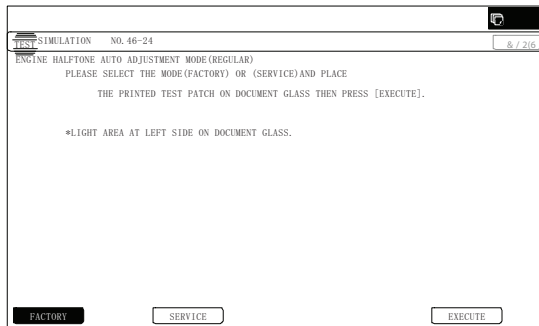 TEST SIMULATION NO. 46-24
& / 2(6
ENGINE HALFTONE AUTO ADJUSTMENT MODE(REGULAR)
PLEASE SELECT THE MODE(FACTORY) OR (SERVICE)AND PLACE
THE PRINTED TEST PATCH ON DOCUMENT GLASS THEN PRESS [EXECUTE].
*LIGHT AREA AT LEFT SIDE ON DOCUMENT GLASS.
FACTORY SERVICE EXECUTE